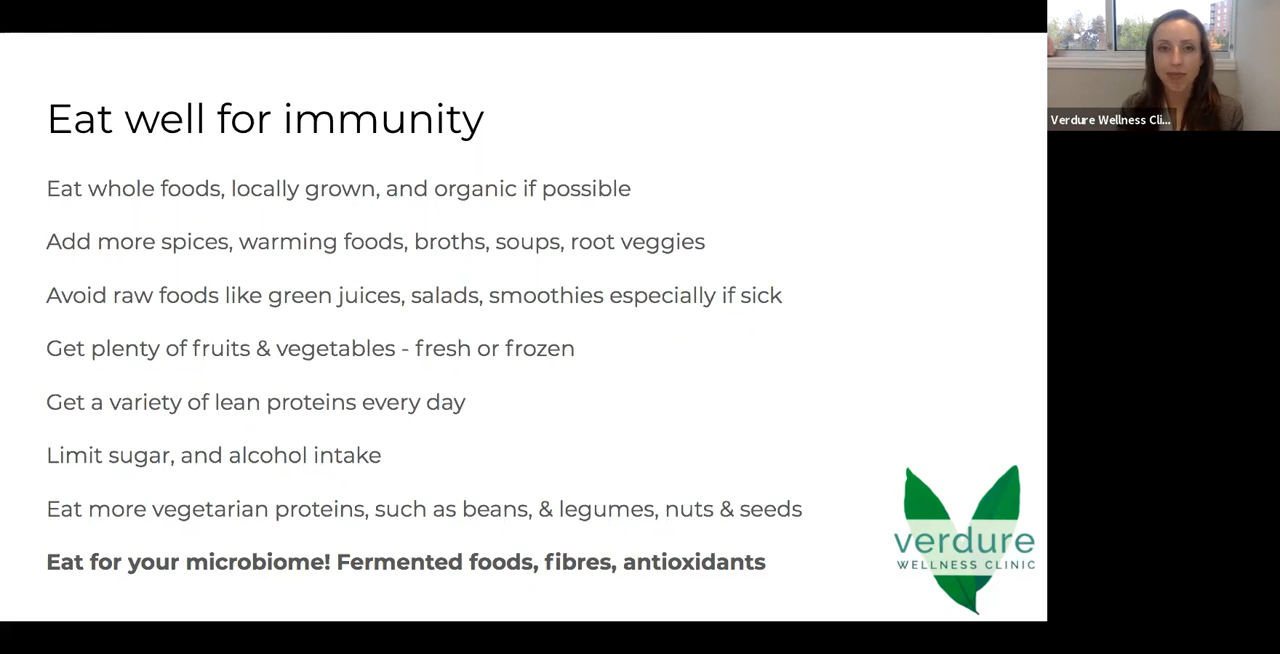 Eat well for immunity
Eat whole foods, locally grown, and organic if possible
Add more spices, warming foods, broths, soups, root veggies
Avoid raw foods like green juices, salads, smoothies especially if sick
Get plenty of fruits & vegetables - fresh or frozen
Get a variety of lean proteins every day
Limit sugar, and alcohol intake
Eat more vegetarian proteins, such as beans, & legumes, nuts & seeds
Eat for your microbiome! Fermented foods, fibres, antioxidants
verdure
WELLNESS CLINIC
Verdure Wellness Cli...